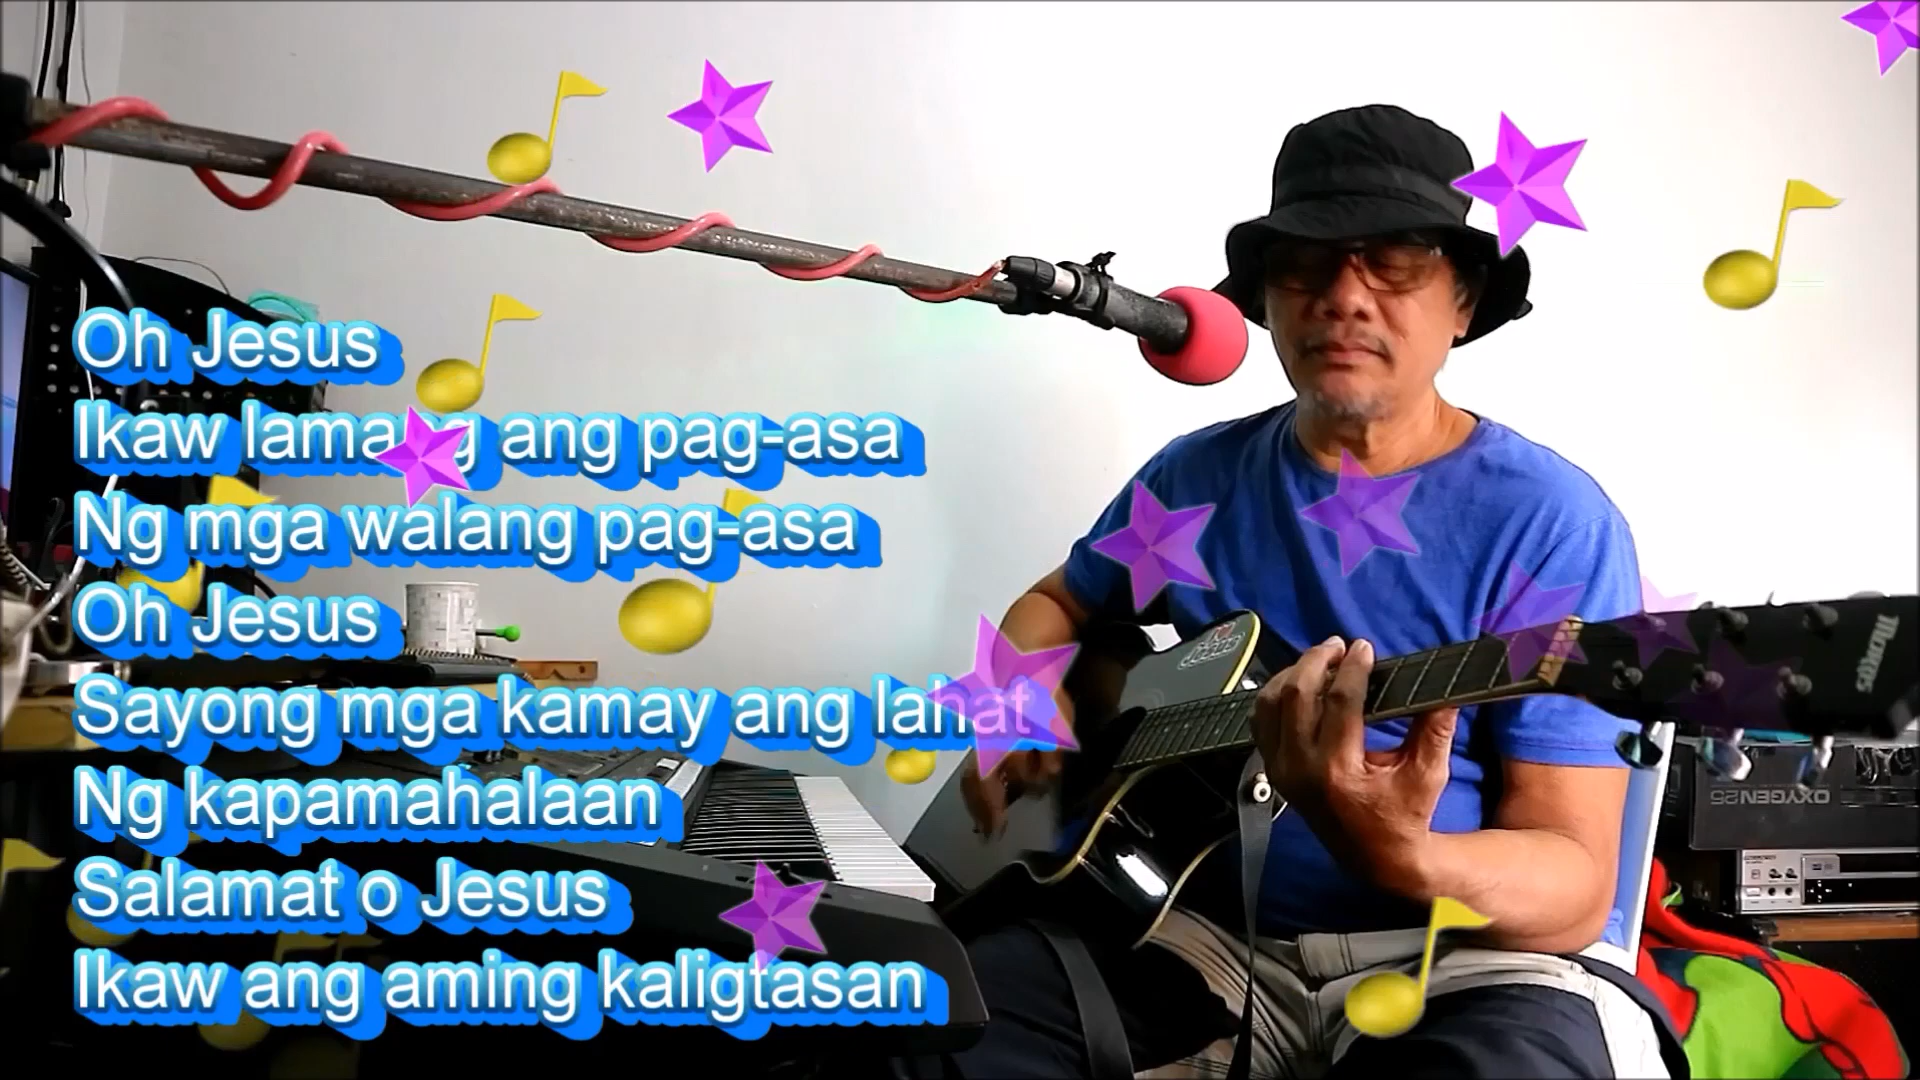 Oh Jesus
Ikaw lamang ang pag-asa
Ng mga walang pag-asa
Oh Jesus
Sayong mga kamay ang lahat
Ng kapamahalaan
Salamat o Jesus
Ikaw ang aming kaligtasan
OXYGEN25